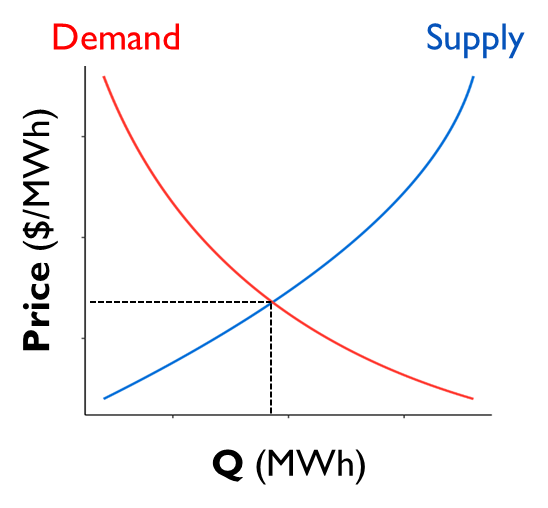 Demand
Supply
Price ($/MWh)
Q (MWh)